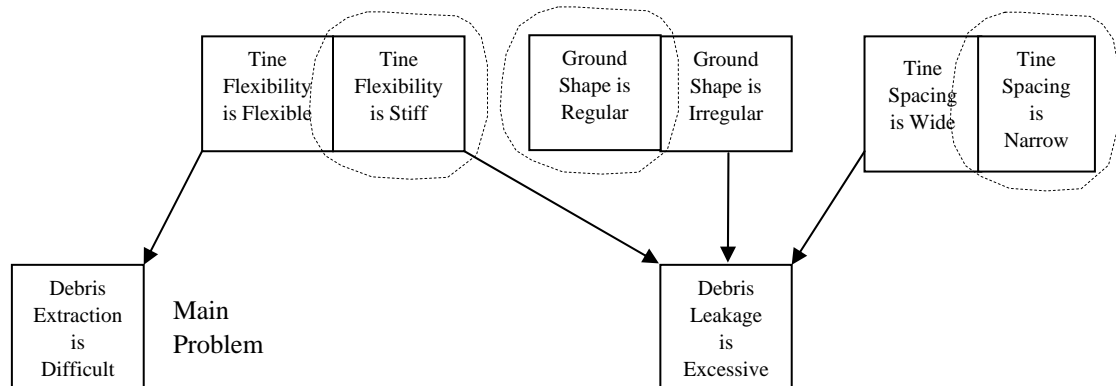 Tine
Flexibility
is Flexible
Tine
Flexibility
is Stiff
Ground
Shape is
Regular
Ground
Shape is
Irregular
Tine
Spacing
is Wide
Tine
Spacing
is
Narrow
Debris
Extraction
is
Difficult
Main
Problem
Debris
Leakage
is
Excessive